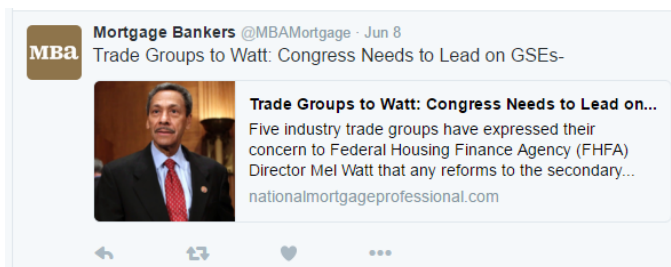 MBa
Mortgage Bankers @MBAMortgage · Jun 8
Trade Groups to Watt: Congress Needs to Lead on GSEs-
Trade Groups to Watt: Congress Needs to Lead on...
Five industry trade groups have expressed their
concern to Federal Housing Finance Agency (FHFA)
Director Mel Watt that any reforms to the secondary...
nationalmortgageprofessional.com